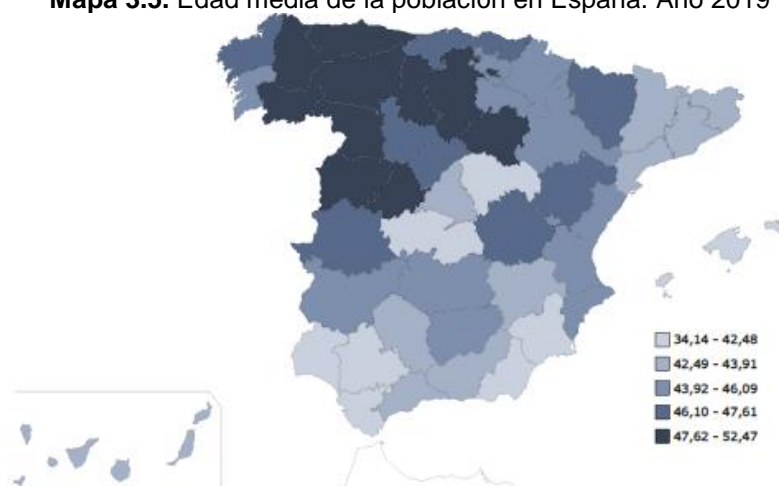 Mapa 3.5. Edad media de la población en España. Año 2019
34,14 - 42,48
42,49 - 43,91
43,92 - 46,09
46,10 - 47,61
47,62 - 52,47